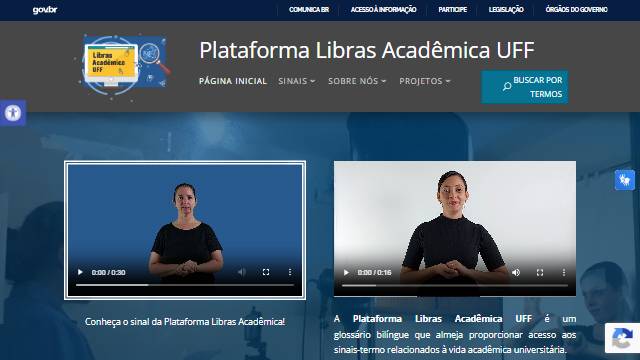 gov.br
COMUNICA BR ACESSO À INFORMAÇÃO PARTICIPE LEGISLAÇÃO ÓRGÃOS DO GOVERNO
Libras
Acadêmica
UFF
Plataforma Libras Acadêmica UFF
PÁGINA INICIAL SINAIS SOBRE NÓS PROJETOS
BUSCAR POR
TERMOS
0:00 / 0:30
0:00 / 0:16
Conheça o sinal da Plataforma Libras Acadêmica!
A Plataforma Libras Acadêmica UFF é um
glossário bilíngue que almeja proporcionar acesso aos
sinais-termo relacionados à vida acadêmica universitária.